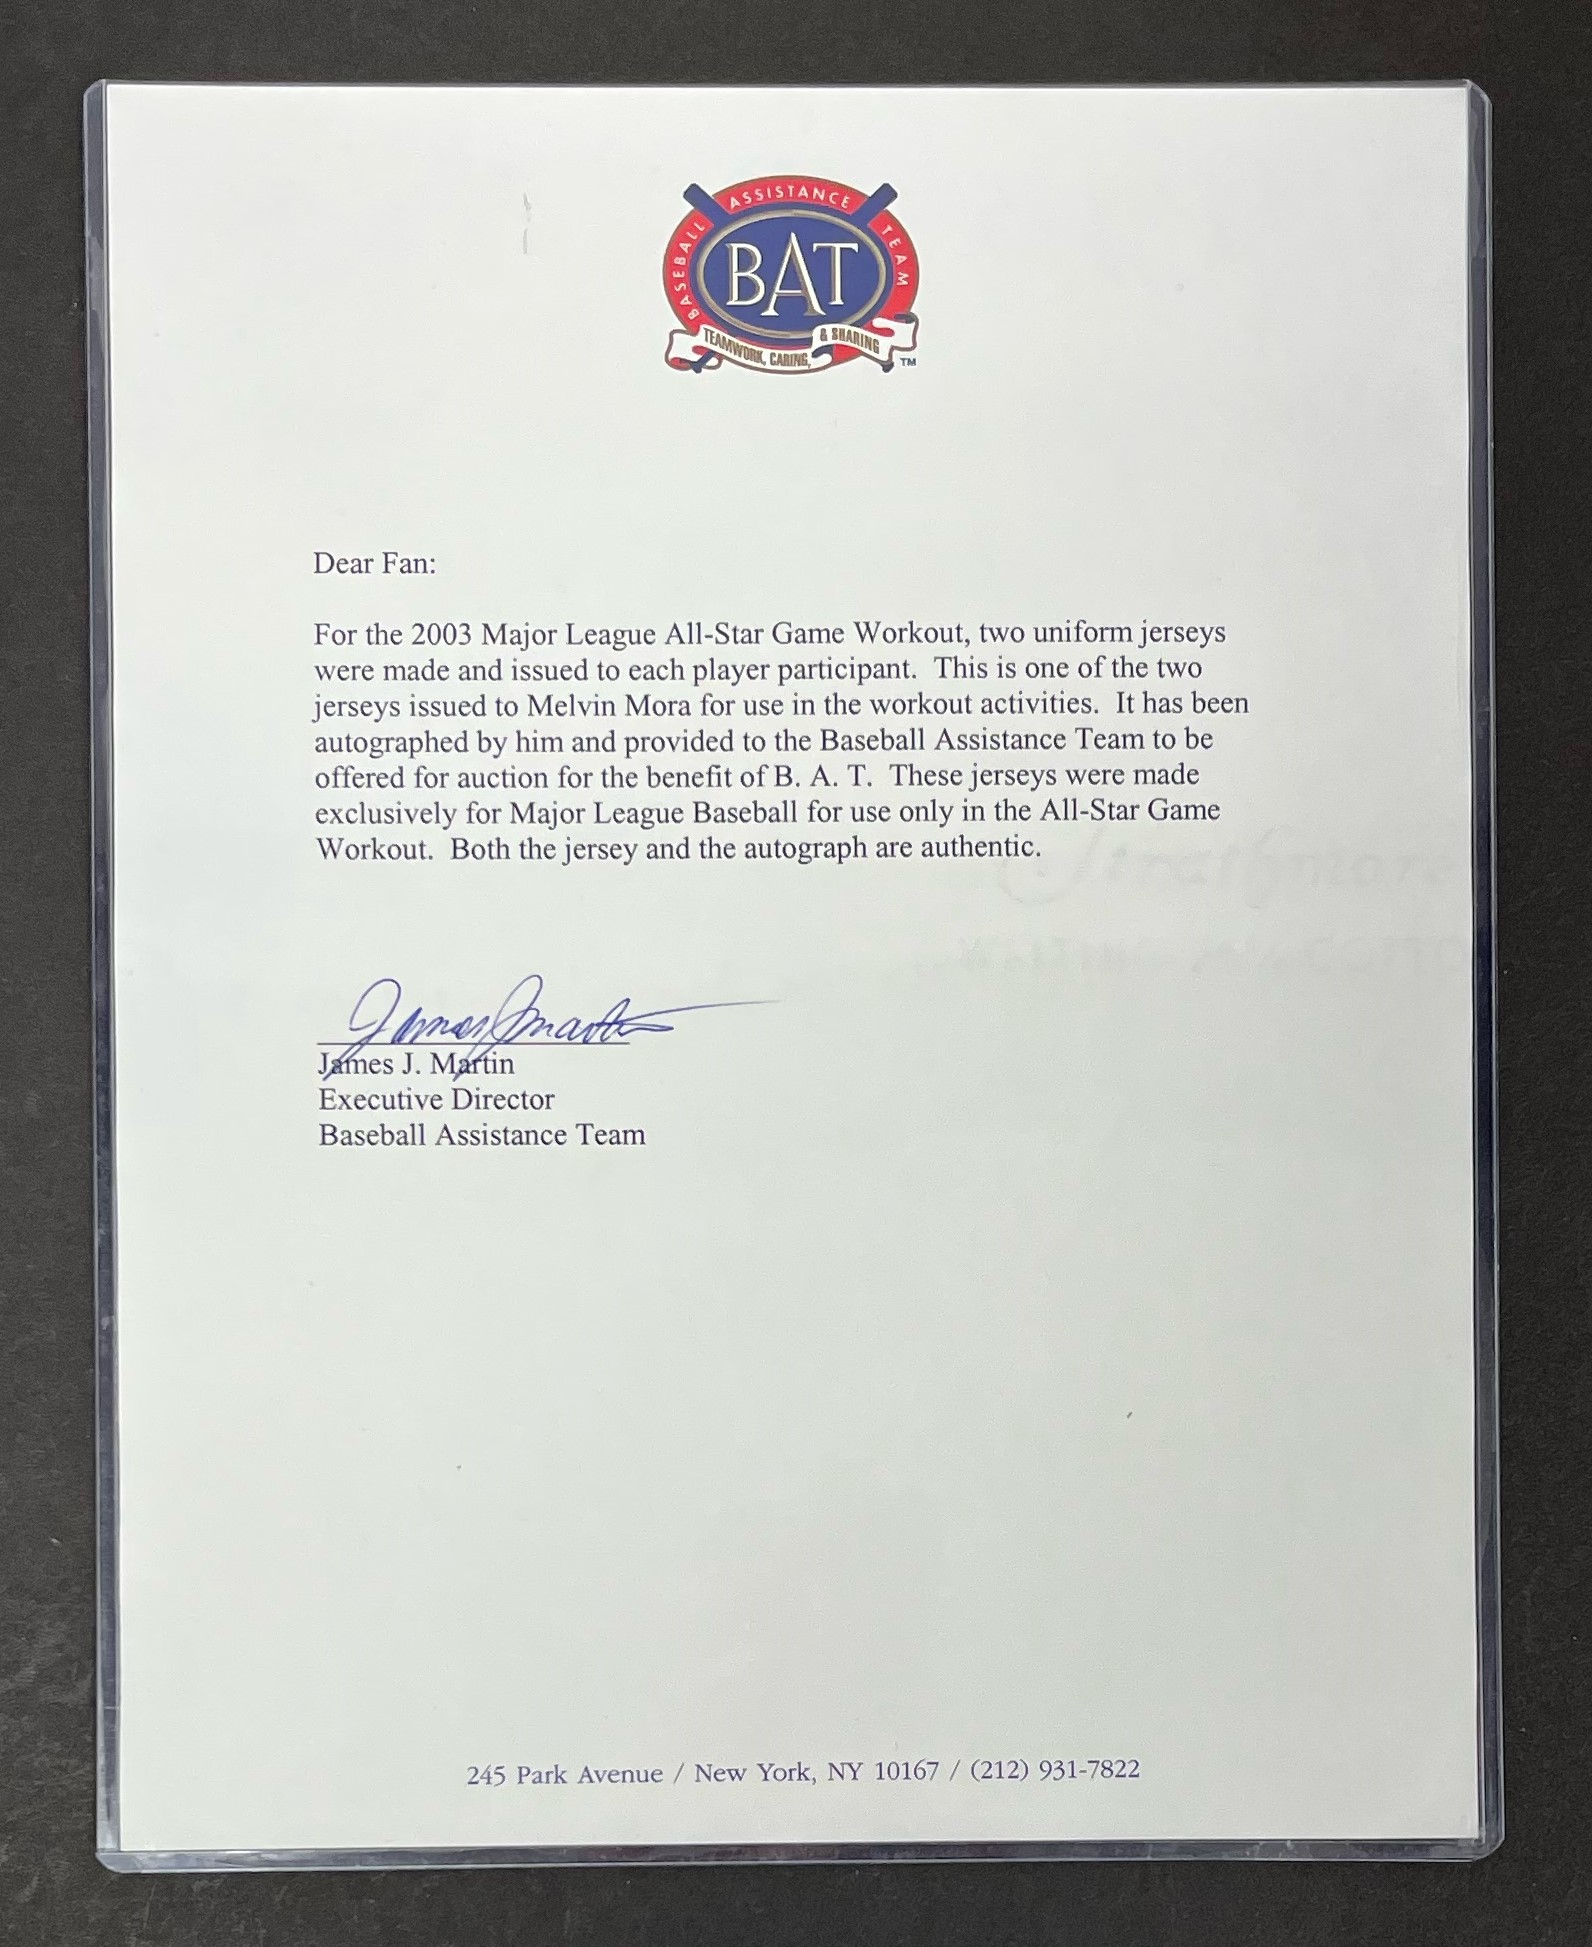 BASEBALL ASSISTANCE TEAM
BAT
TEAMWORK, CARING, & SHARING
TM
Dear Fan:
For the 2003 Major League All-Star Game Workout, two uniform jerseys
were made and issued to each player participant. This is one of the two
jerseys issued to Melvin Mora for use in the workout activities. It has been
autographed by him and provided to the Baseball Assistance Team to be
offered for auction for the benefit of B. A. T. These jerseys were made
exclusively for Major League Baseball for use only in the All-Star Game
Workout. Both the jersey and the autograph are authentic.
Strathmore
James J Martin
James J. Martin
Executive Director
Baseball Assistance Team
245 Park Avenue / New York, NY 10167 / (212) 931-7822